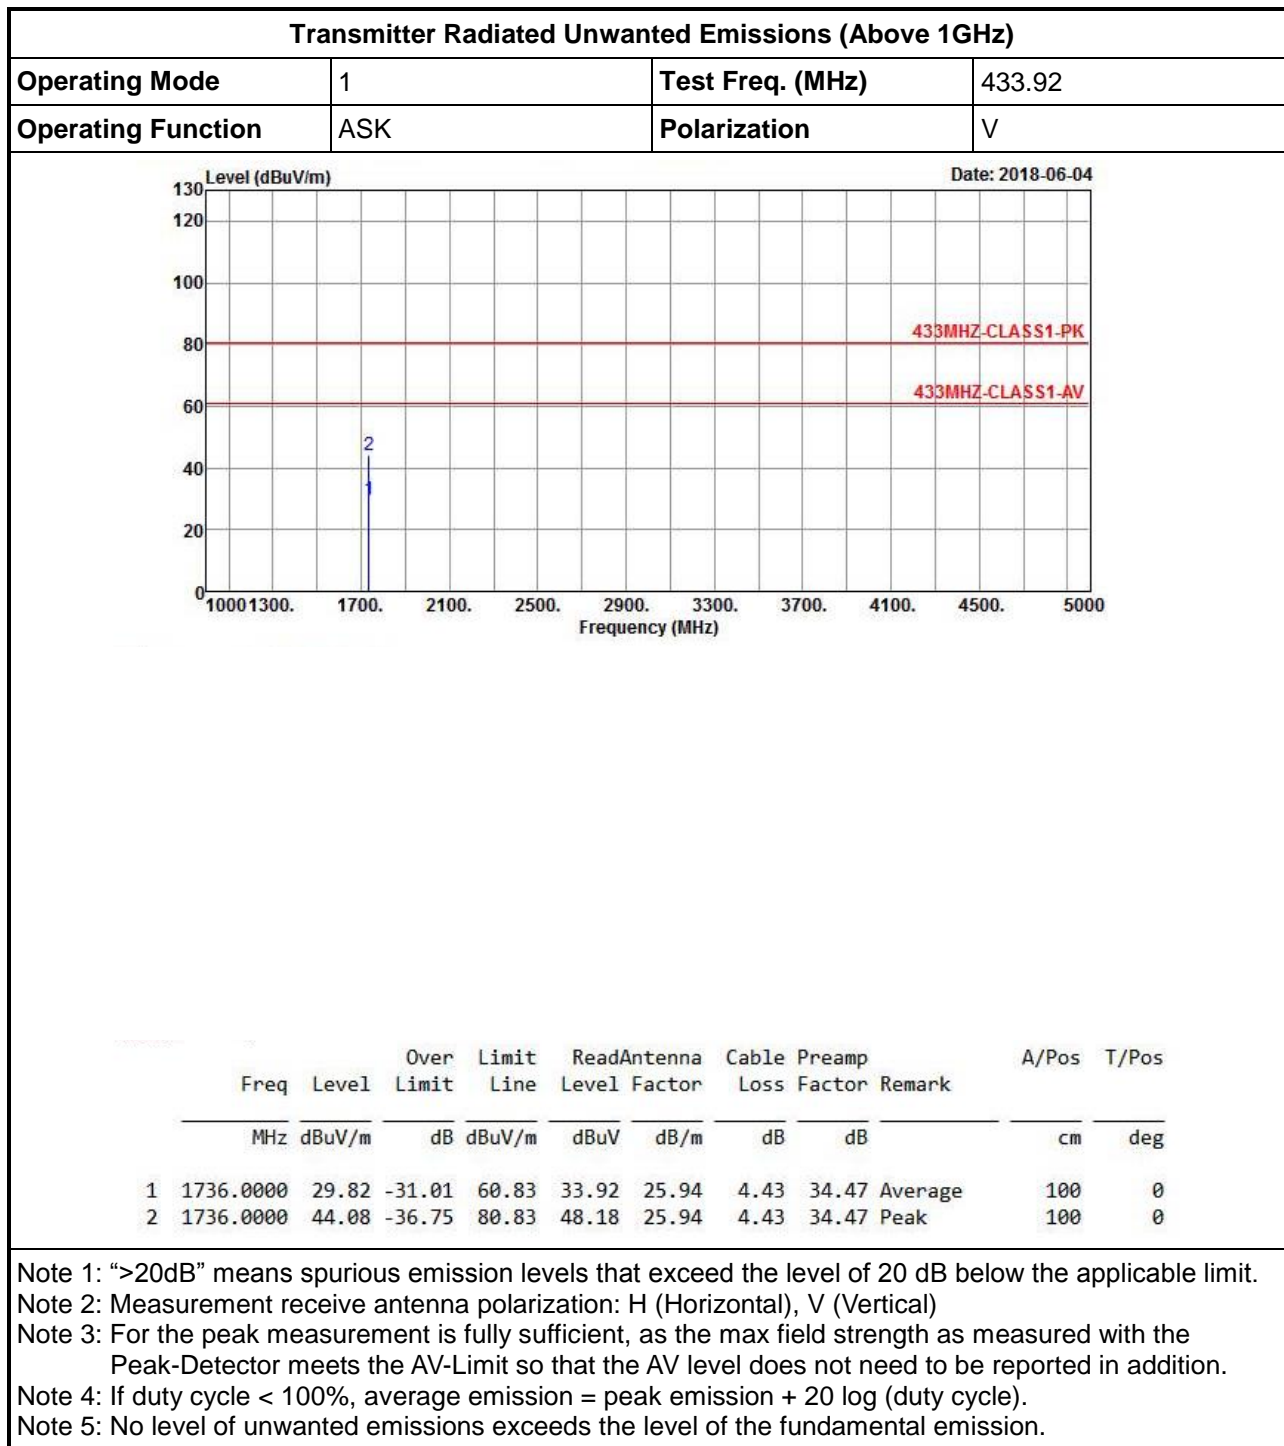 Transmitter Radiated Unwanted Emissions (Above 1GHz)
Operating Mode 1 Test Freq. (MHz) 433.92
Operating Function ASK Polarization V
Level (dBuV/m) Date: 2018-06-04
130
120
100
433MHZ-CLASS1-PK
80
433MHZ-CLASS1-AV
60
2
40
1
20
0
1000 1300. 1700. 2100. 2500. 2900. 3300. 3700. 4100. 4500. 5000
Frequency (MHz)
Over Limit ReadAntenna Cable Preamp A/Pos T/Pos
Freq Level Limit Line Level Factor Loss Factor Remark
MHz dBuV/m dB dBuV/m dBuV dB/m dB dB cm deg
1 1736.0000 29.82 -31.01 60.83 33.92 25.94 4.43 34.47 Average 100 0
2 1736.0000 44.08 -36.75 80.83 48.18 25.94 4.43 34.47 Peak 100 0
Note 1: “>20dB” means spurious emission levels that exceed the level of 20 dB below the applicable limit.
Note 2: Measurement receive antenna polarization: H (Horizontal), V (Vertical)
Note 3: For the peak measurement is fully sufficient, as the max field strength as measured with the
Peak-Detector meets the AV-Limit so that the AV level does not need to be reported in addition.
Note 4: If duty cycle < 100%, average emission = peak emission + 20 log (duty cycle).
Note 5: No level of unwanted emissions exceeds the level of the fundamental emission.